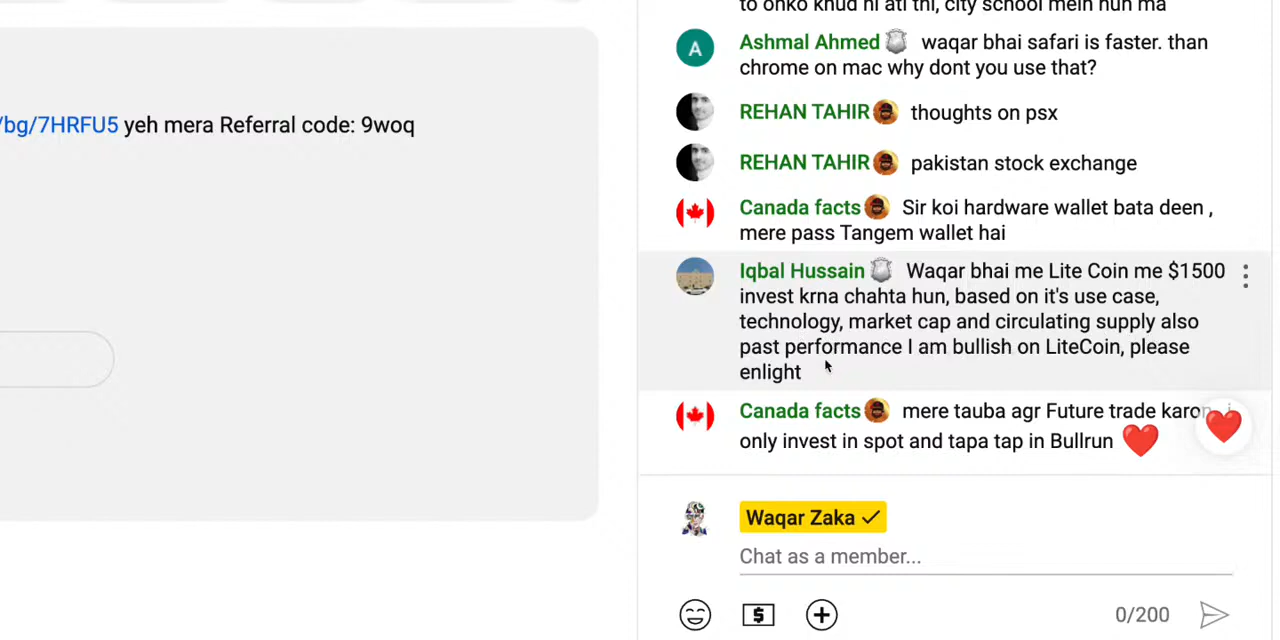 to onko khud hi ati thi, city school mein hun ma
Ashmal Ahmed waqar bhai safari is faster. than
chrome on mac why dont you use that?
/bg/7HRFU5 yeh mera Referral code: 9woq
REHAN TAHIR thoughts on psx
REHAN TAHIR pakistan stock exchange
Canada facts Sir koi hardware wallet bata deen ,
mere pass Tangem wallet hai
Iqbal Hussain Waqar bhai me Lite Coin me $1500
invest krna chahta hun, based on it's use case,
technology, market cap and circulating supply also
past performance I am bullish on LiteCoin, please
enlight
Canada facts mere tauba agr Future trade karon
only invest in spot and tapa tap in Bullrun
Waqar Zaka
Chat as a member...
0/200
A